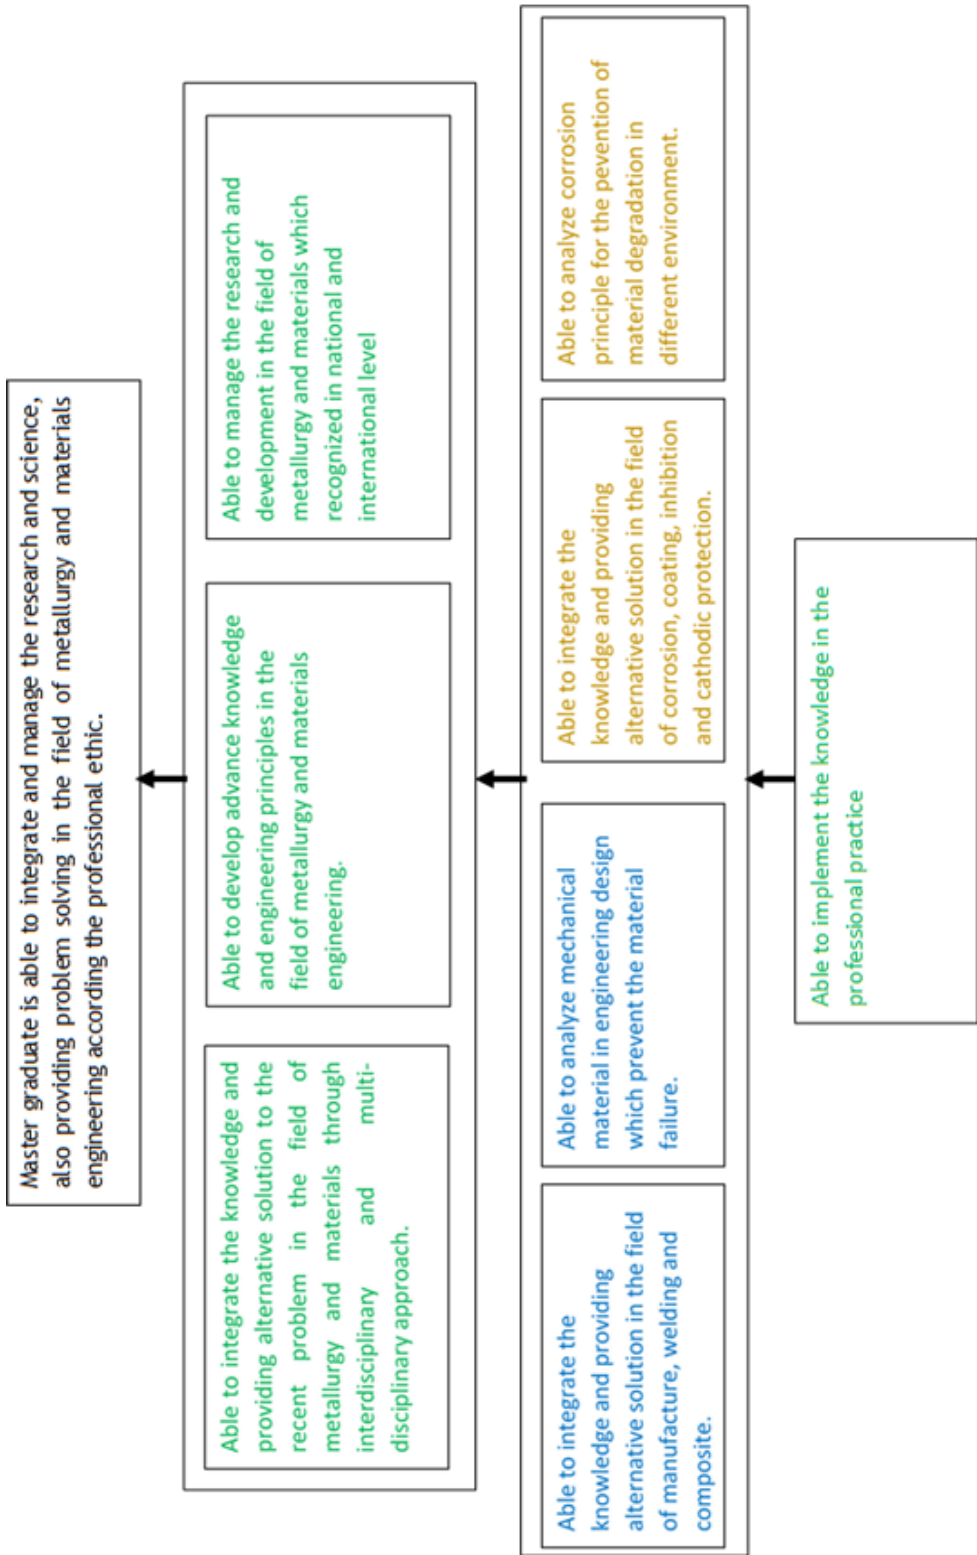 Master graduate is able to integrate and manage the research and science,
also providing problem solving in the field of metallurgy and materials
engineering according the professional ethic.
Able to integrate the knowledge and
providing alternative solution to the
recent problem in the field of
metallurgy and materials through
interdisciplinary and multi-
disciplinary approach.
Able to develop advance knowledge
and engineering principles in the
field of metallurgy and materials
engineering.
Able to manage the research and
development in the field of
metallurgy and materials which
recognized in national and
international level
Able to integrate the
knowledge and providing
alternative solution in the field
of manufacture, welding and
composite.
Able to analyze mechanical
material in engineering design
which prevent the material
failure.
Able to integrate the
knowledge and providing
alternative solution in the field
of corrosion, coating, inhibition
and cathodic protection.
Able to analyze corrosion
principle for the pevention of
material degradation in
different environment.
Able to implement the knowledge in the
professional practice